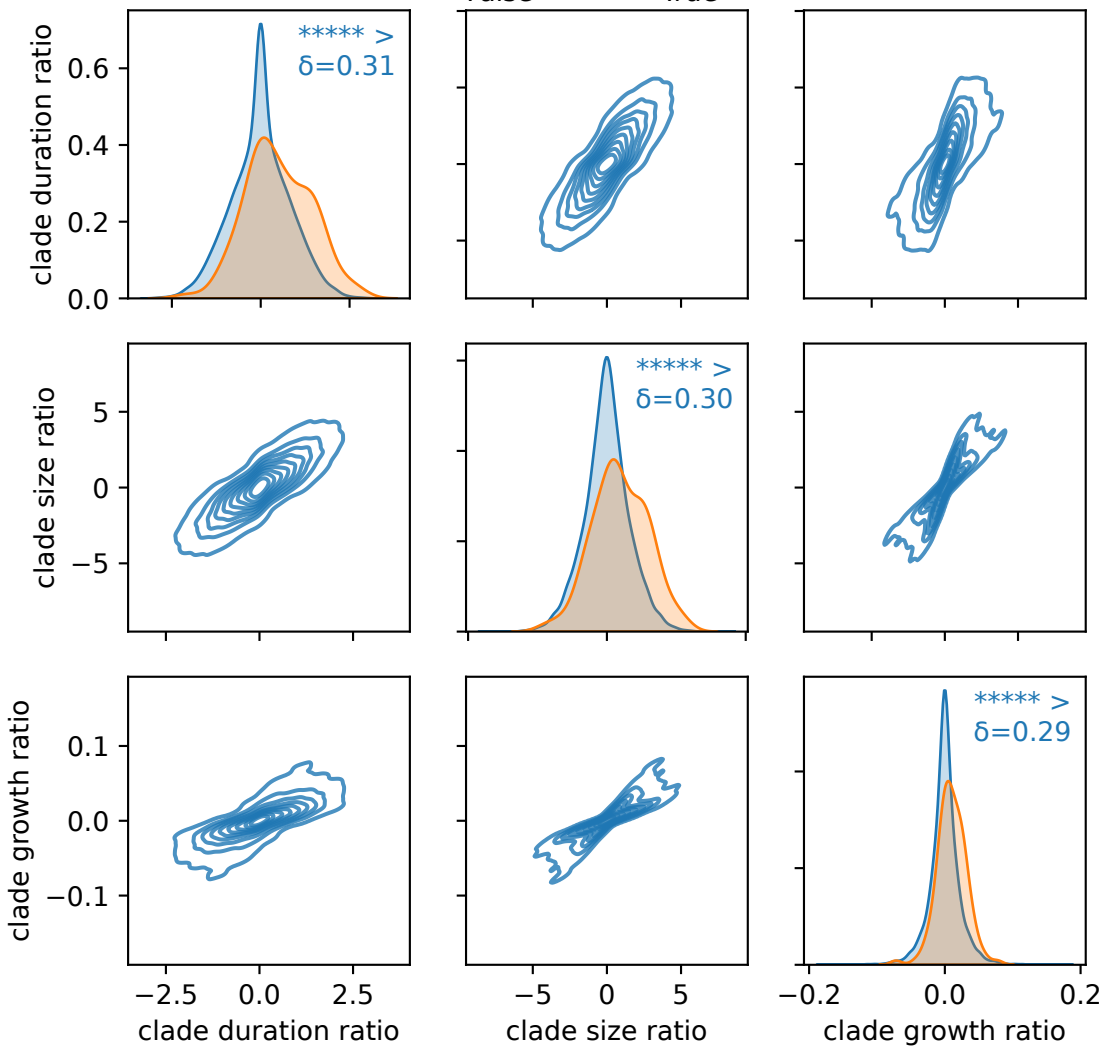 ***** >
δ=0.31
clade duration ratio
0.6
0.4
0.2
0.0
***** >
δ=0.30
clade size ratio
5
0
−5
***** >
δ=0.29
clade growth ratio
0.1
0.0
−0.1
−2.5 0.0 2.5 −5 0 5 −0.2 0.0 0.2
clade duration ratio clade size ratio clade growth ratio